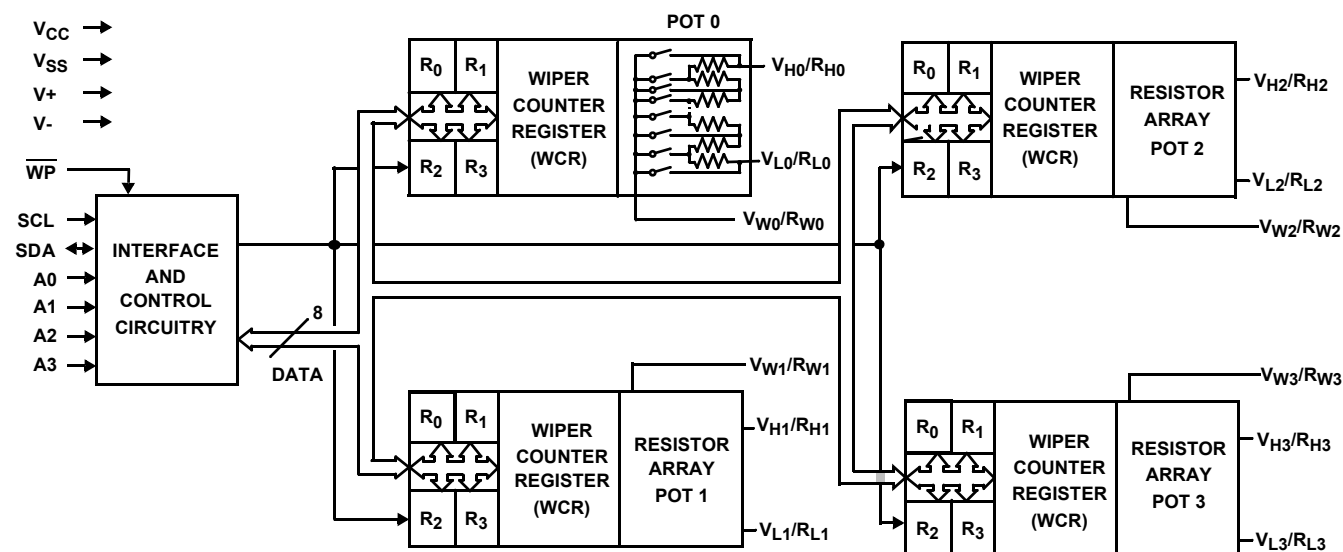 V_CC
V_SS
V+
V-
WP
SCL
SDA
A0
A1
A2
A3
INTERFACE
AND
CONTROL
CIRCUITRY
8
DATA
POT 0
R0 R1
R2 R3
WIPER
COUNTER
REGISTER
(WCR)
VH0/RH0
VL0/RL0
VW0/RW0
R0 R1
R2 R3
WIPER
COUNTER
REGISTER
(WCR)
RESISTOR
ARRAY
POT 2
VH2/RH2
VL2/RL2
VW2/RW2
VW1/RW1
R0 R1
R2 R3
WIPER
COUNTER
REGISTER
(WCR)
RESISTOR
ARRAY
POT 1
VH1/RH1
VL1/RL1
VW3/RW3
R0 R1
R2 R3
WIPER
COUNTER
REGISTER
(WCR)
RESISTOR
ARRAY
POT 3
VH3/RH3
VL3/RL3